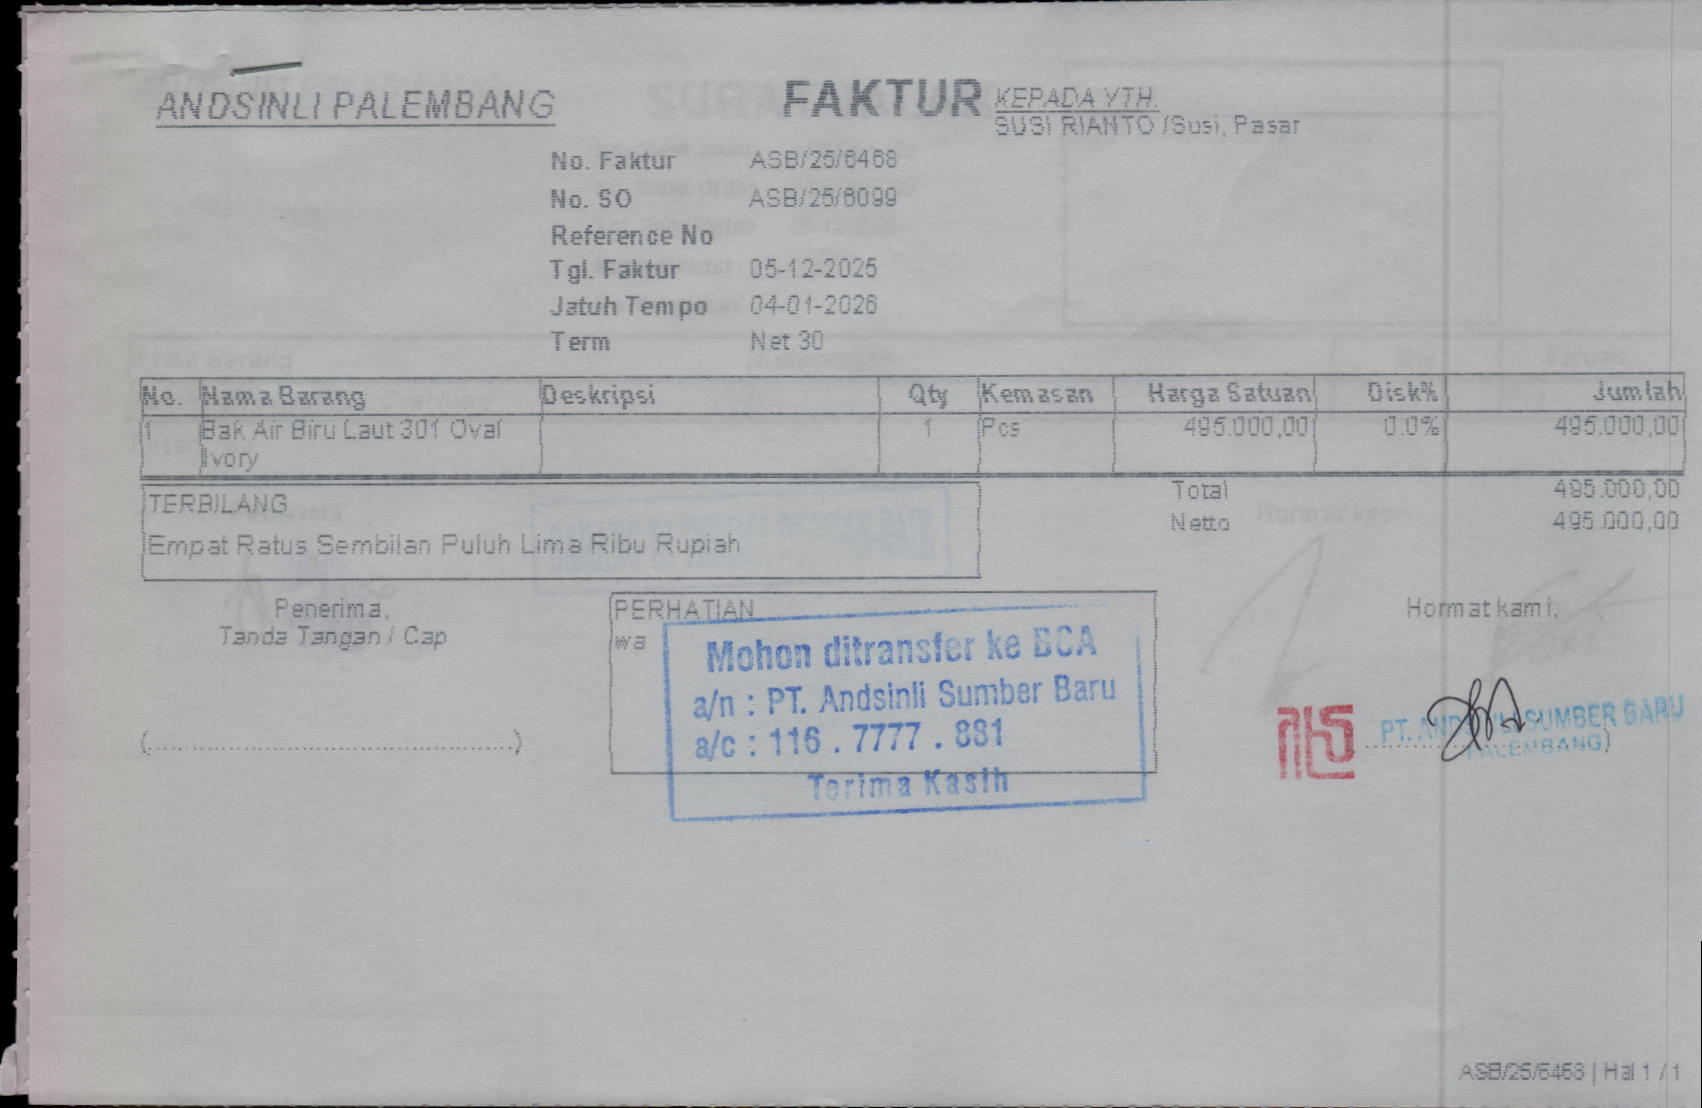 ANDSINLI PALEMBANG
FAKTUR
KEPADA YTH.
SUSI RIANTO /Susi, Pasar
No. Faktur ASB/25/6468
No. SO ASB/25/6099
Reference No
Tgl. Faktur 05-12-2025
Jatuh Tempo 04-01-2026
Term Net 30
No. Nama Barang Deskripsi Qty Kemasan Harga Satuan Disk% Jumlah
1 Bak Air Biru Laut 301 Oval 1 Pcs 495.000,00 0.0% 495.000,00
Ivory
TERBILANG
Empat Ratus Sembilan Puluh Lima Ribu Rupiah
Total 495.000,00
Netto 495.000,00
Penerima,
Tanda Tangan / Cap
(......................................................)
PERHATIAN
wa
Mohon ditransfer ke BCA
a/n : PT. Andsinli Sumber Baru
a/c : 116 . 7777 . 881
Terima Kasih
Hormat kami,
PT. ANDSINLI SUMBER BARU
PALEMBANG)
ASB/25/6468 | Hal 1 / 1